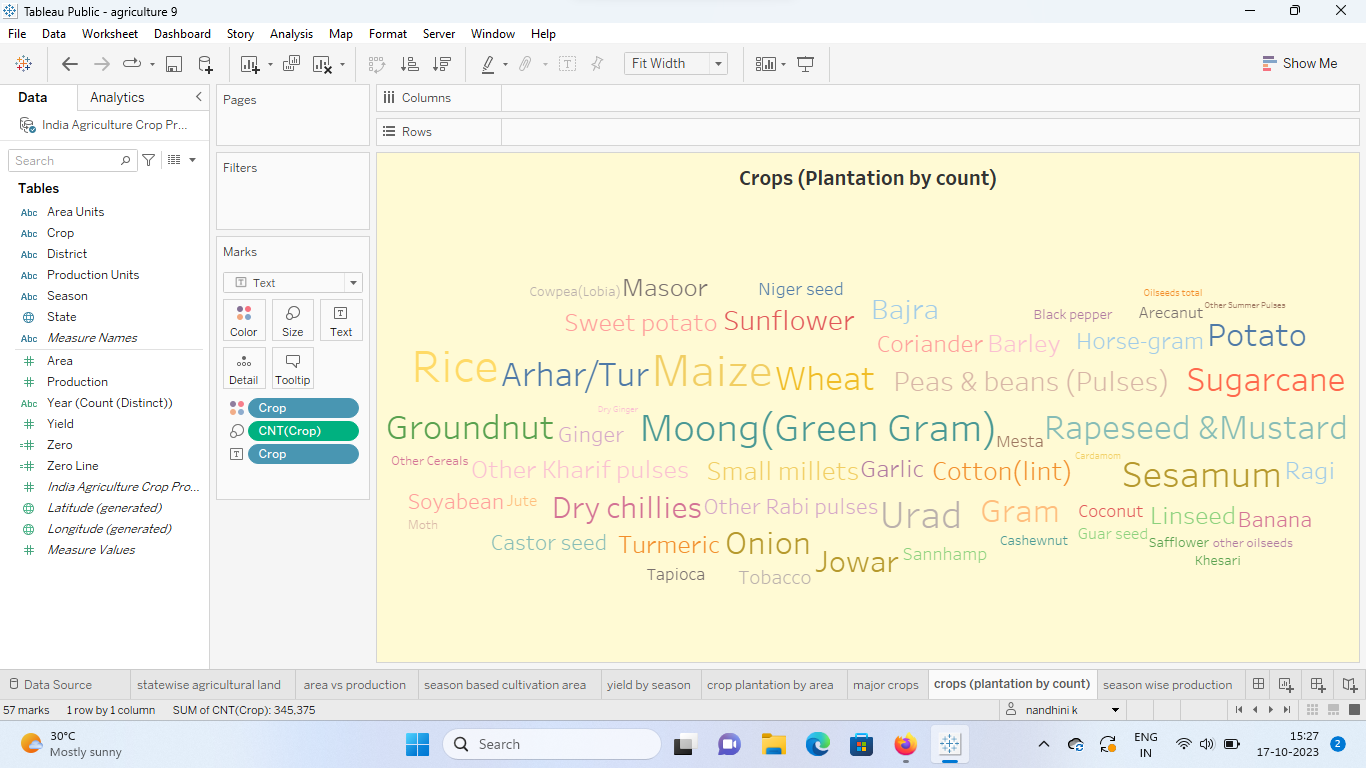 Tableau Public - agriculture 9
File Data Worksheet Dashboard Story Analysis Map Format Server Window Help
Fit Width
Show Me
Data Analytics
India Agriculture Crop Pr...
Search
Tables
Abc Area Units
Abc Crop
Abc District
Abc Production Units
Abc Season
State
Abc Measure Names
Area
Production
Abc Year (Count (Distinct))
Yield
Zero
Zero Line
India Agriculture Crop Pro...
Latitude (generated)
Longitude (generated)
Measure Values
Pages
Filters
Marks
Text
Color Size Text
Detail Tooltip
Crop
CNT(Crop)
Crop
Columns
Rows
Crops (Plantation by count)
Cowpea(Lobia) Masoor Niger seed Oilseeds total
Sweet potato Sunflower Bajra Black pepper Arecanut Other Summer Pulses
Coriander Barley Horse-gram Potato
Rice Arhar/Tur Maize Wheat Peas & beans (Pulses) Sugarcane
Dry Ginger
Groundnut Ginger Moong(Green Gram) Mesta Rapeseed &Mustard
Other Cereals Other Kharif pulses Small millets Garlic Cotton(lint) Cardamom Sesamum Ragi
Soyabean Jute Dry chillies Other Rabi pulses Urad Gram Coconut Linseed Banana
Moth
Castor seed Turmeric Onion Jowar Sannhamp Cashewnut Guar seed Safflower other oilseeds
Tapioca Tobacco Khesari
Data Source statewise agricultural land area vs production season based cultivation area yield by season crop plantation by area major crops crops (plantation by count) season wise production
57 marks 1 row by 1 column SUM of CNT(Crop): 345,375 nandhini k
30°C
Mostly sunny
Search
ENG
IN
15:27
17-10-2023
2